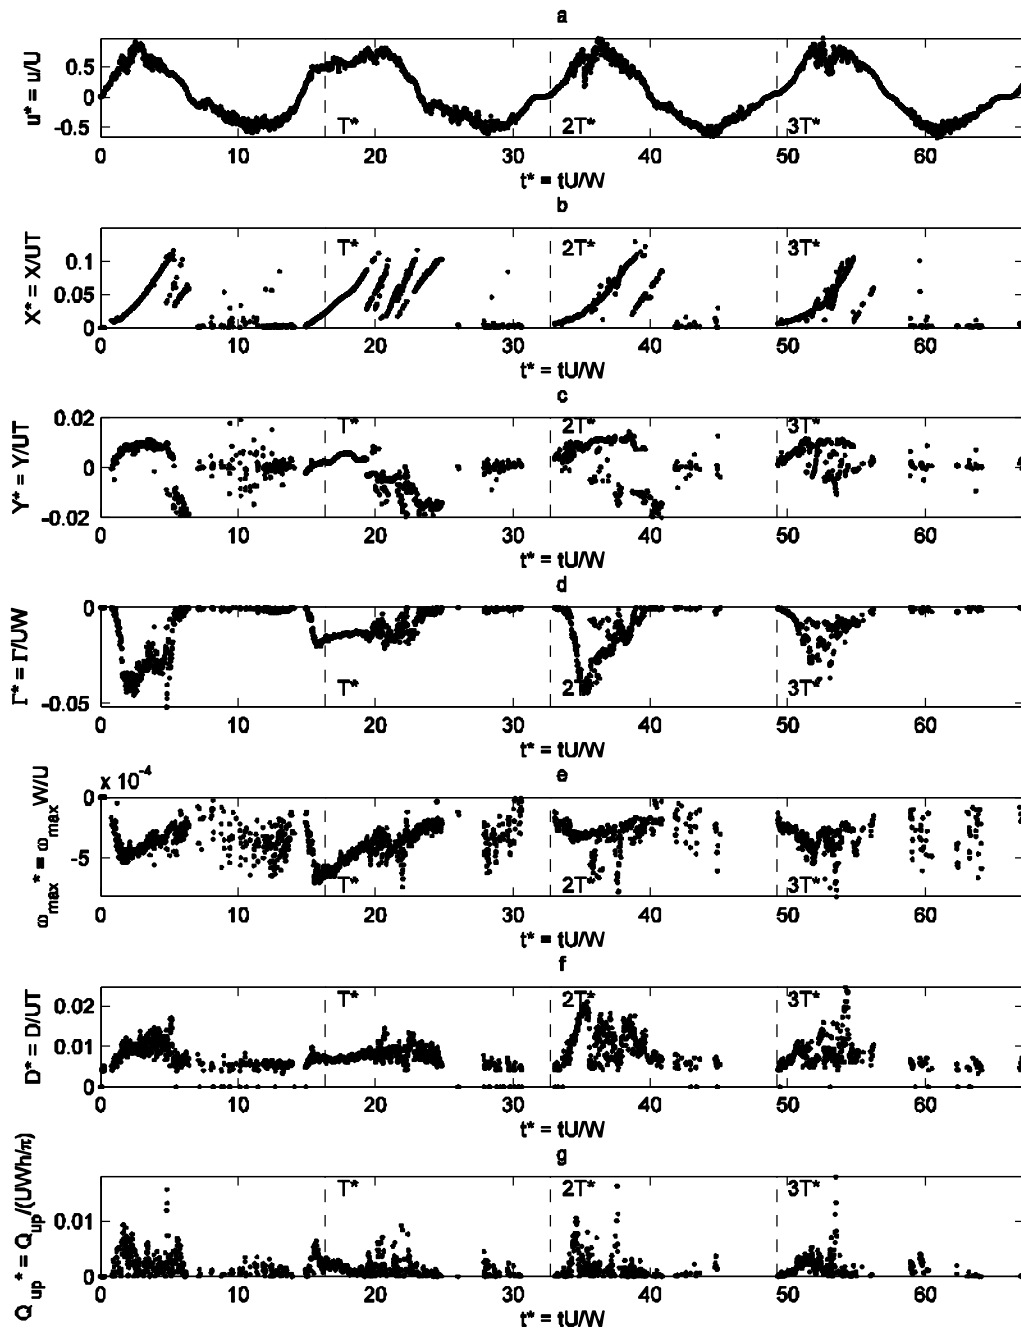 a
u* = u/U
0.5
0
-0.5
T*
2T*
3T*
0 10 20 30 40 50 60
t* = tU/W
b
X* = X/UT
0.1
0.05
0
T*
2T*
3T*
0 10 20 30 40 50 60
t* = tU/W
c
Y* = Y/UT
0.02
0
-0.02
T*
2T*
3T*
0 10 20 30 40 50 60
t* = tU/W
d
Γ* = Γ/UW
0
-0.05
T*
2T*
3T*
0 10 20 30 40 50 60
t* = tU/W
e
x 10^-4
ω_max* = ω_max W/U
0
-5
T*
2T*
3T*
0 10 20 30 40 50 60
t* = tU/W
f
D* = D/UT
0.02
0.01
0
T*
2T*
3T*
0 10 20 30 40 50 60
t* = tU/W
g
Q_up* = Q_up/(UWh/π)
0.01
0
T*
2T*
3T*
0 10 20 30 40 50 60
t* = tU/W